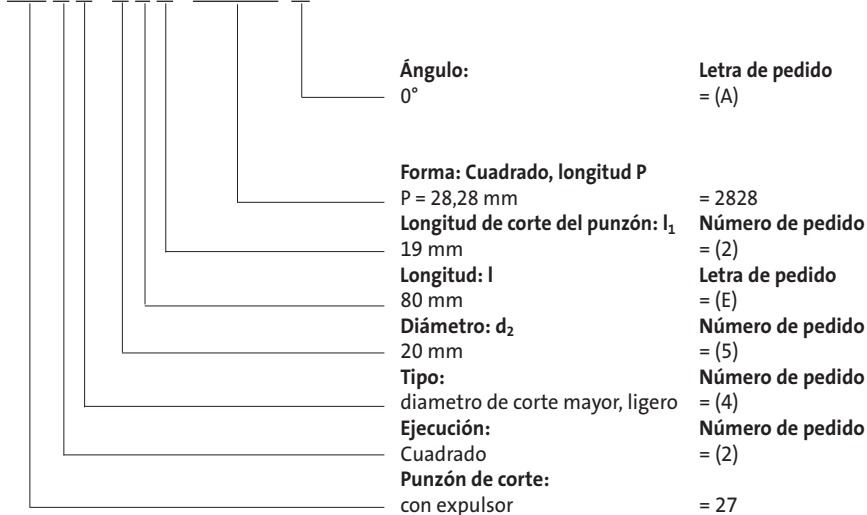 Ángulo: Letra de pedido
0° = (A)
Forma: Cuadrado, longitud P
P = 28,28 mm = 2828
Longitud de corte del punzón: l₁ Número de pedido
19 mm = (2)
Longitud: l Letra de pedido
80 mm = (E)
Diámetro: d₂ Número de pedido
20 mm = (5)
Tipo: Número de pedido
diametro de corte mayor, ligero = (4)
Ejecución: Número de pedido
Cuadrado = (2)
Punzón de corte:
con expulsor = 27